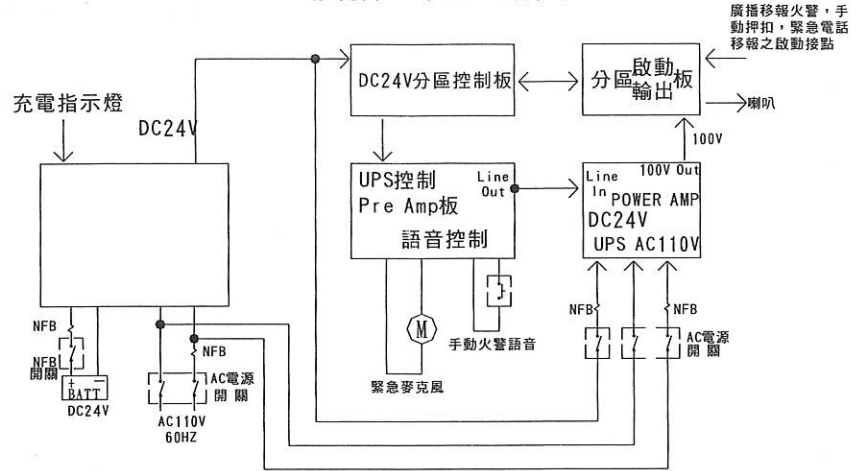 廣播移報火警，手
動押扣，緊急電話
移報之啟動接點
DC24V分區控制板
分區啟動輸出板
喇叭
充電指示燈
DC24V
100V
UPS控制
Pre Amp板
語音控制
Line
Out
Line
In
100V Out
POWER AMP
DC24V
UPS AC110V
NFB
NFB
開關
+ −
BATT
DC24V
NFB
AC電源
開 關
AC110V
60HZ
M
緊急麥克風
手動火警語音
NFB
NFB
AC電源
開 關